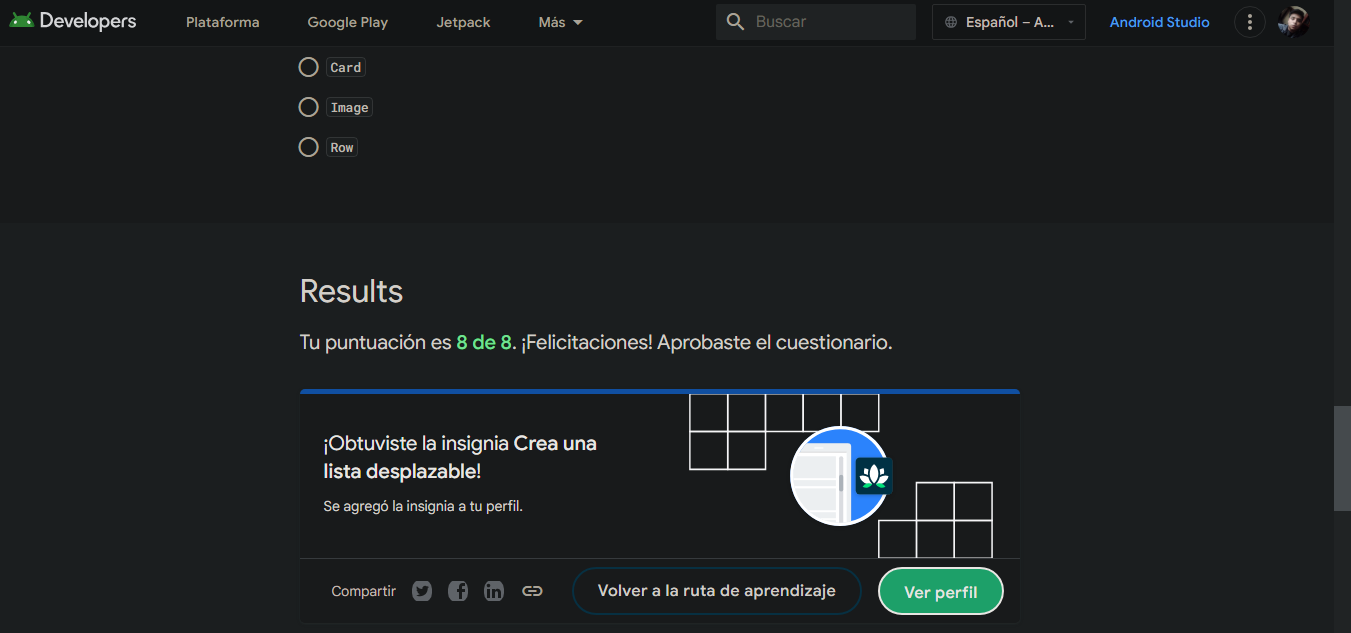 Developers Plataforma Google Play Jetpack Más Buscar Español – A... Android Studio
Card
Image
Row
Results
Tu puntuación es 8 de 8. ¡Felicitaciones! Aprobaste el cuestionario.
¡Obtuviste la insignia Crea una
lista desplazable!
Se agregó la insignia a tu perfil.
Compartir Volver a la ruta de aprendizaje Ver perfil